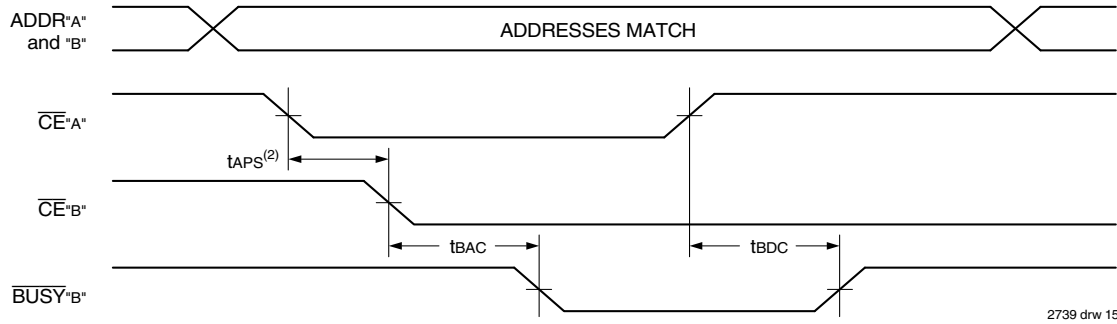 ADDR"A"
and "B"
ADDRESSES MATCH
CE"A"
tAPS(2)
CE"B"
tBAC
tBDC
BUSY"B"
2739 drw 15